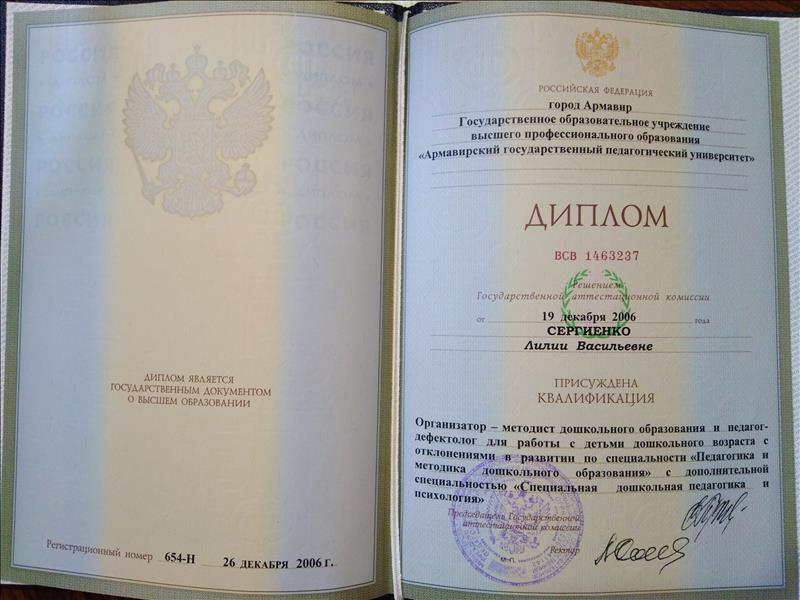 ДИПЛОМ ЯВЛЯЕТСЯ
ГОСУДАРСТВЕННЫМ ДОКУМЕНТОМ
О ВЫСШЕМ ОБРАЗОВАНИИ
Регистрационный номер 654-Н 26 ДЕКАБРЯ 2006 г.
РОССИЙСКАЯ ФЕДЕРАЦИЯ
город Армавир
Государственное образовательное учреждение
высшего профессионального образования
«Армавирский государственный педагогический университет»
ДИПЛОМ
ВСВ 1463237
Решением
Государственной аттестационной комиссии
от 19 декабря 2006 года
СЕРГИЕНКО
Лилии Васильевне
ПРИСУЖДЕНА
КВАЛИФИКАЦИЯ
Организатор – методист дошкольного образования и педагог-
дефектолог для работы с детьми дошкольного возраста с
отклонениями в развитии по специальности «Педагогика и
методика дошкольного образования» с дополнительной
специальностью «Специальная дошкольная педагогика и
психология»
Председатель Государственной
аттестационной комиссии
Ректор
М.П.